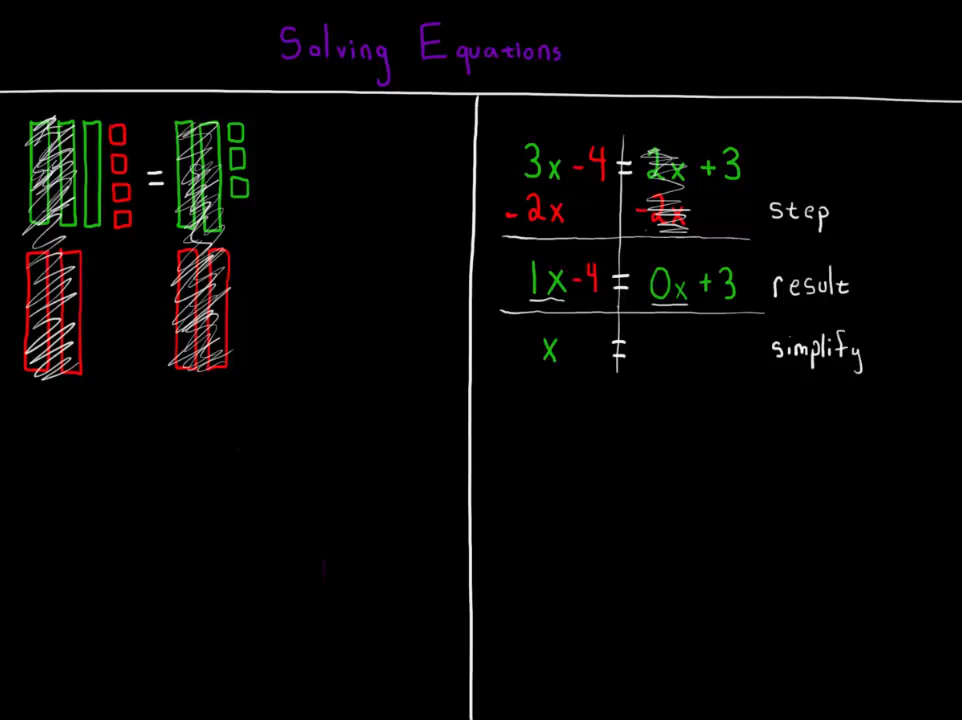 Solving Equations
=
3x -4 = 2x + 3
- 2x - 2x step
1x -4 = 0x + 3 result
x = simplify